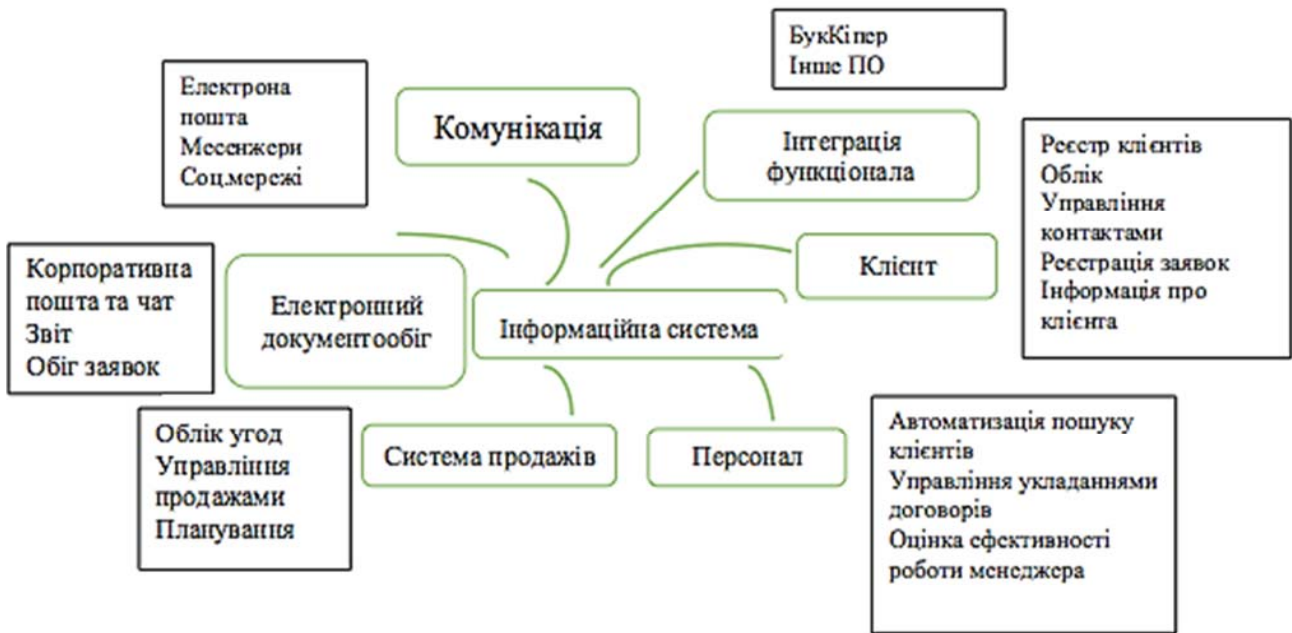 БукКіпер
Інше ПО
Електрона
пошта
Месенжери
Соц.мережі
Комунікація
Інтеграція
функціонала
Реєстр клієнтів
Облік
Управління
контактами
Реєстрація заявок
Інформація про
клієнта
Клієнт
Корпоративна
пошта та чат
Звіт
Обіг заявок
Електронний
документообіг
Інформаційна система
Облік угод
Управління
продажами
Планування
Система продажів
Персонал
Автоматизація пошуку
клієнтів
Управління укладаннями
договорів
Оцінка ефективності
роботи менеджера